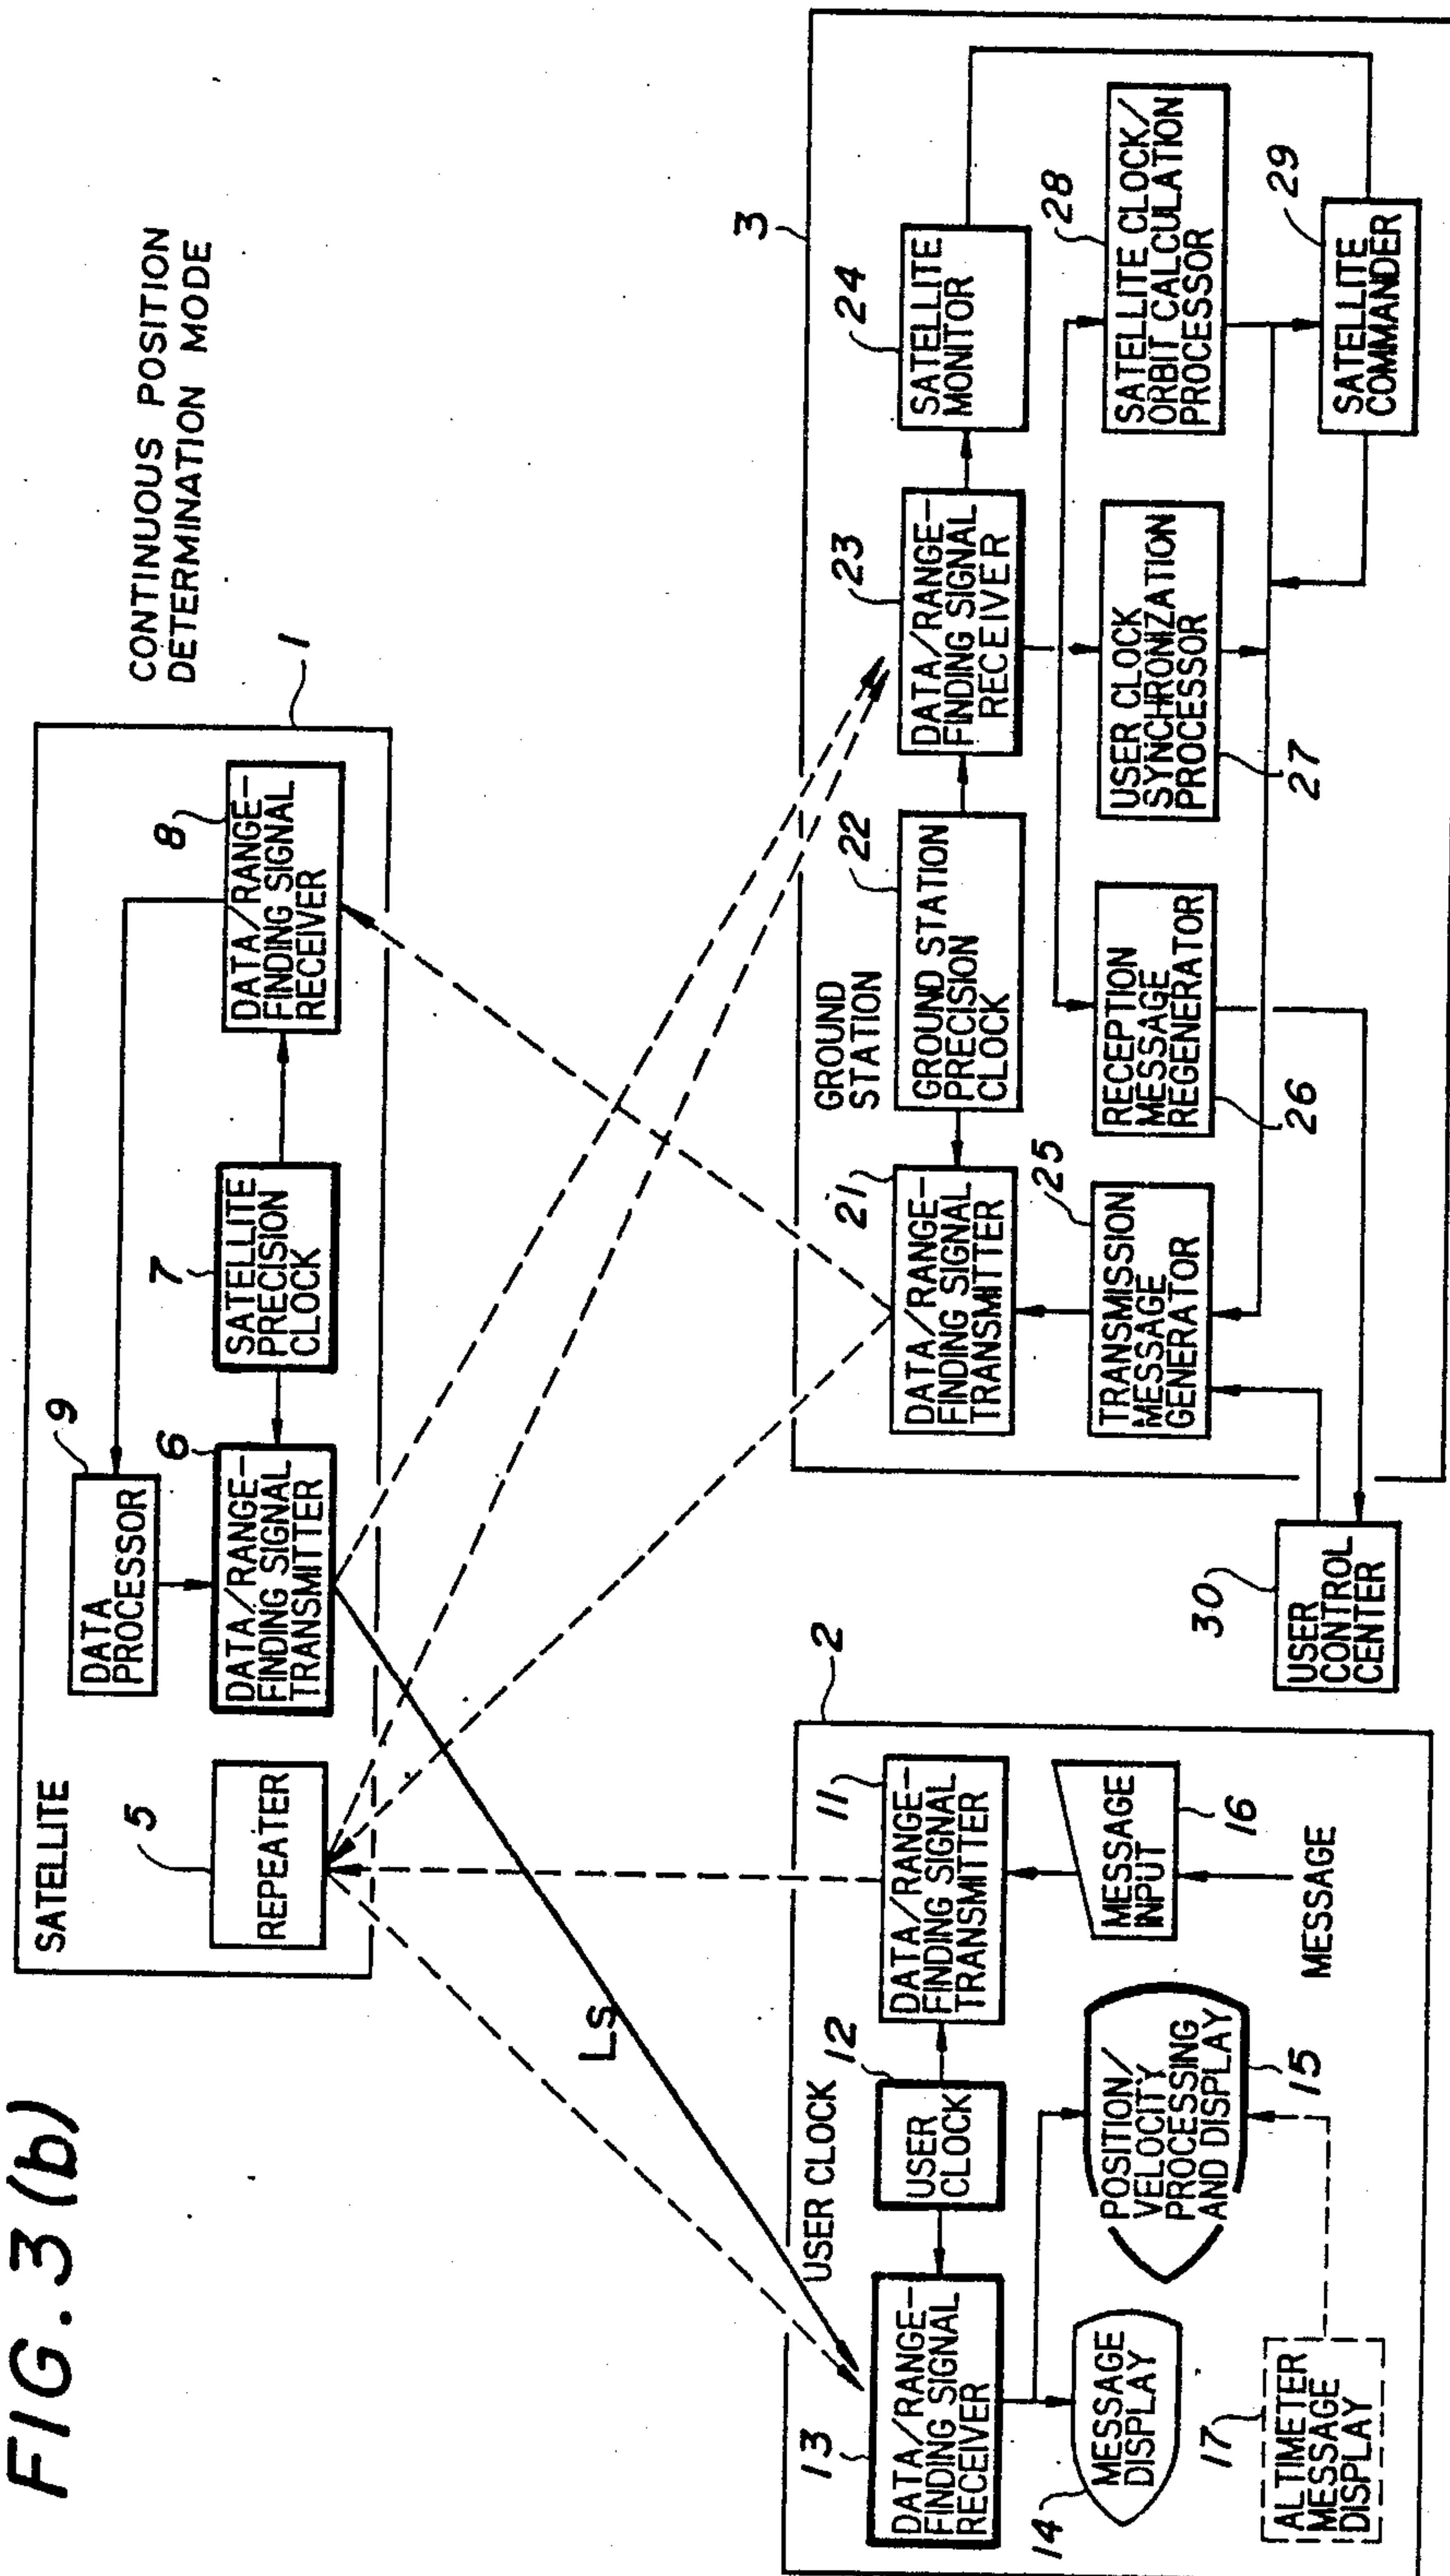 FIG. 3 (b)
CONTINUOUS POSITION
DETERMINATION MODE
SATELLITE
1
5
REPEATER
9
DATA
PROCESSOR
6
DATA/RANGE-
FINDING SIGNAL
TRANSMITTER
7
SATELLITE
PRECISION
CLOCK
8
DATA/RANGE-
FINDING SIGNAL
RECEIVER
Ls
USER CLOCK
2
13
DATA/RANGE-
FINDING SIGNAL
RECEIVER
12
USER
CLOCK
11
DATA/RANGE-
FINDING SIGNAL
TRANSMITTER
14
MESSAGE
DISPLAY
POSITION/
VELOCITY
PROCESSING
AND DISPLAY
15
MESSAGE
INPUT
16
MESSAGE
17
ALTIMETER
MESSAGE
DISPLAY
30
USER
CONTROL
CENTER
GROUND
STATION
3
21
DATA/RANGE-
FINDING SIGNAL
TRANSMITTER
22
GROUND STATION
PRECISION
CLOCK
23
DATA/RANGE-
FINDING SIGNAL
RECEIVER
24
SATELLITE
MONITOR
25
TRANSMISSION
MESSAGE
GENERATOR
RECEPTION
MESSAGE
REGENERATOR
26
USER CLOCK
SYNCHRONIZATION
PROCESSOR
27
28
SATELLITE CLOCK/
ORBIT CALCULATION
PROCESSOR
29
SATELLITE
COMMANDER